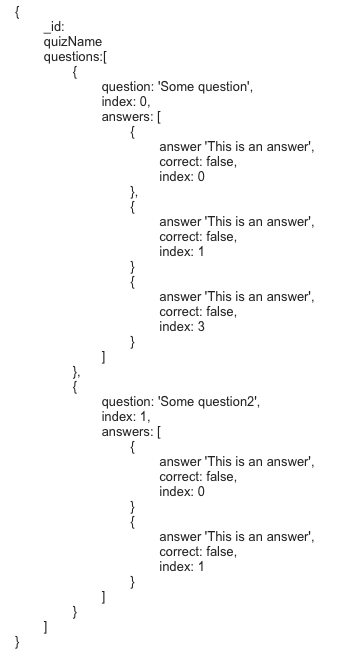 {
_id:
quizName
questions:[
{
question: 'Some question',
index: 0,
answers: [
{
answer 'This is an answer',
correct: false,
index: 0
},
{
answer 'This is an answer',
correct: false,
index: 1
}
{
answer 'This is an answer',
correct: false,
index: 3
}
]
},
{
question: 'Some question2',
index: 1,
answers: [
{
answer 'This is an answer',
correct: false,
index: 0
}
{
answer 'This is an answer',
correct: false,
index: 1
}
]
}
]
}